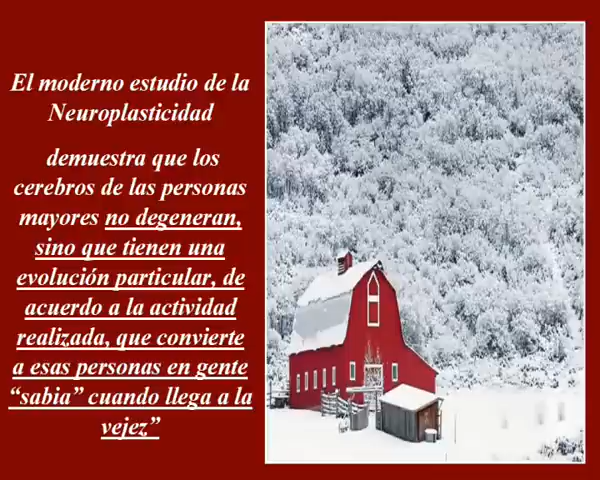 El moderno estudio de la
Neuroplasticidad
demuestra que los
cerebros de las personas
mayores no degeneran,
sino que tienen una
evolución particular, de
acuerdo a la actividad
realizada, que convierte
a esas personas en gente
“sabia” cuando llega a la
vejez”